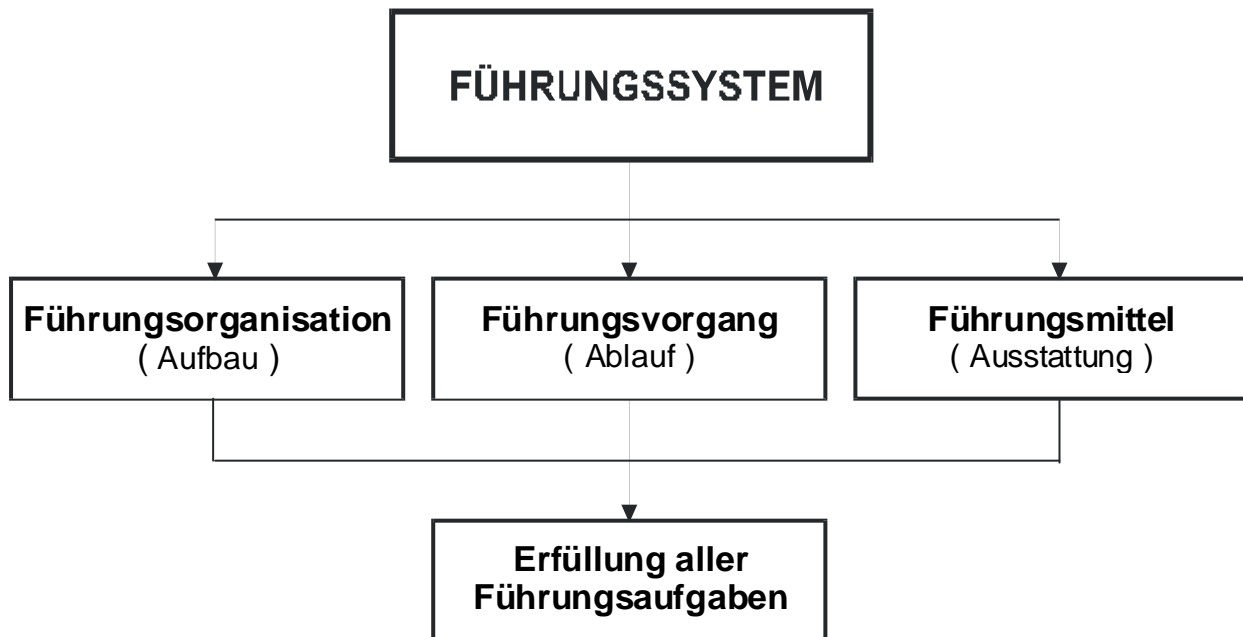 FÜHRUNGSSYSTEM
Führungsorganisation
( Aufbau )
Führungsvorgang
( Ablauf )
Führungsmittel
( Ausstattung )
Erfüllung aller
Führungsaufgaben